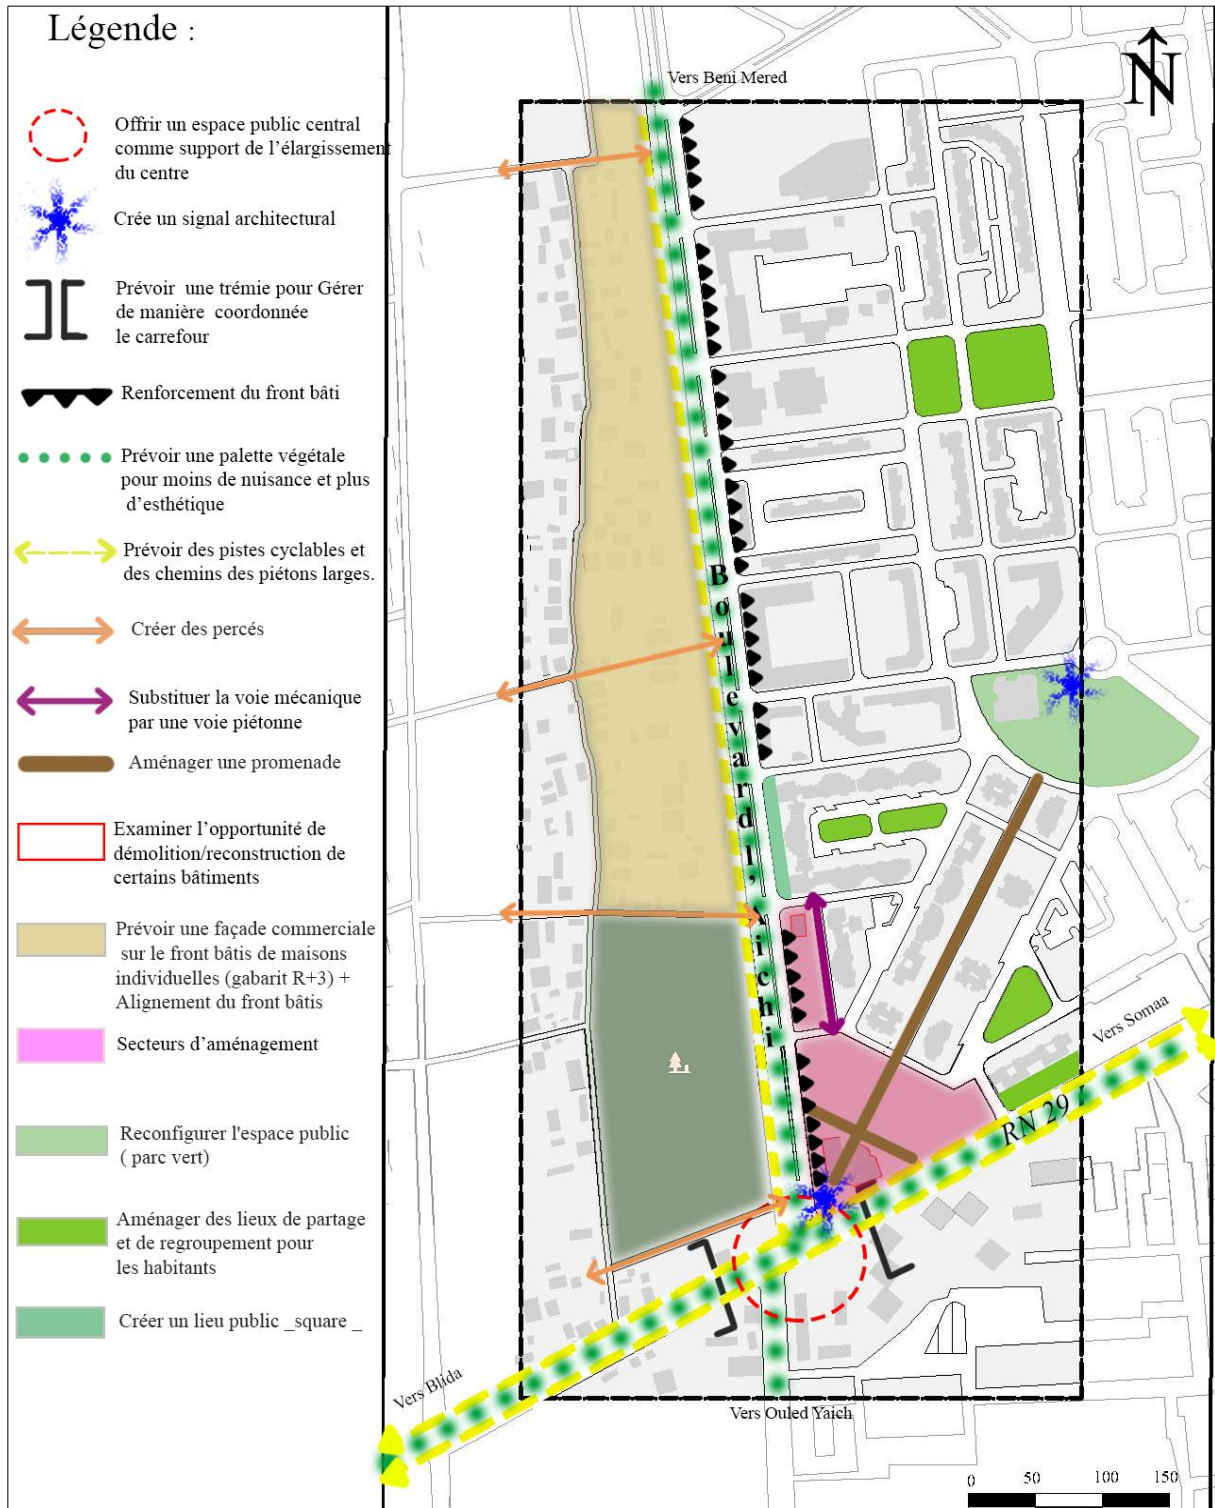 Légende :
Offrir un espace public central
comme support de l'élargissement
du centre
Crée un signal architectural
Prévoir une trémie pour Gérer
de manière coordonnée
le carrefour
Renforcement du front bâti
Prévoir une palette végétale
pour moins de nuisance et plus
d'esthétique
Prévoir des pistes cyclables et
des chemins des piétons larges.
Créer des percés
Substituer la voie mécanique
par une voie piétonne
Aménager une promenade
Examiner l'opportunité de
démolition/reconstruction de
certains bâtiments
Prévoir une façade commerciale
sur le front bâtis de maisons
individuelles (gabarit R+3) +
Alignement du front bâtis
Secteurs d'aménagement
Reconfigurer l'espace public
( parc vert)
Aménager des lieux de partage
et de regroupement pour
les habitants
Créer un lieu public _square _
Vers Beni Mered
N
Boulevard l'Aichi
Vers Somaa
RN 29
Vers Blida
Vers Ouled Yaich
0 50 100 150